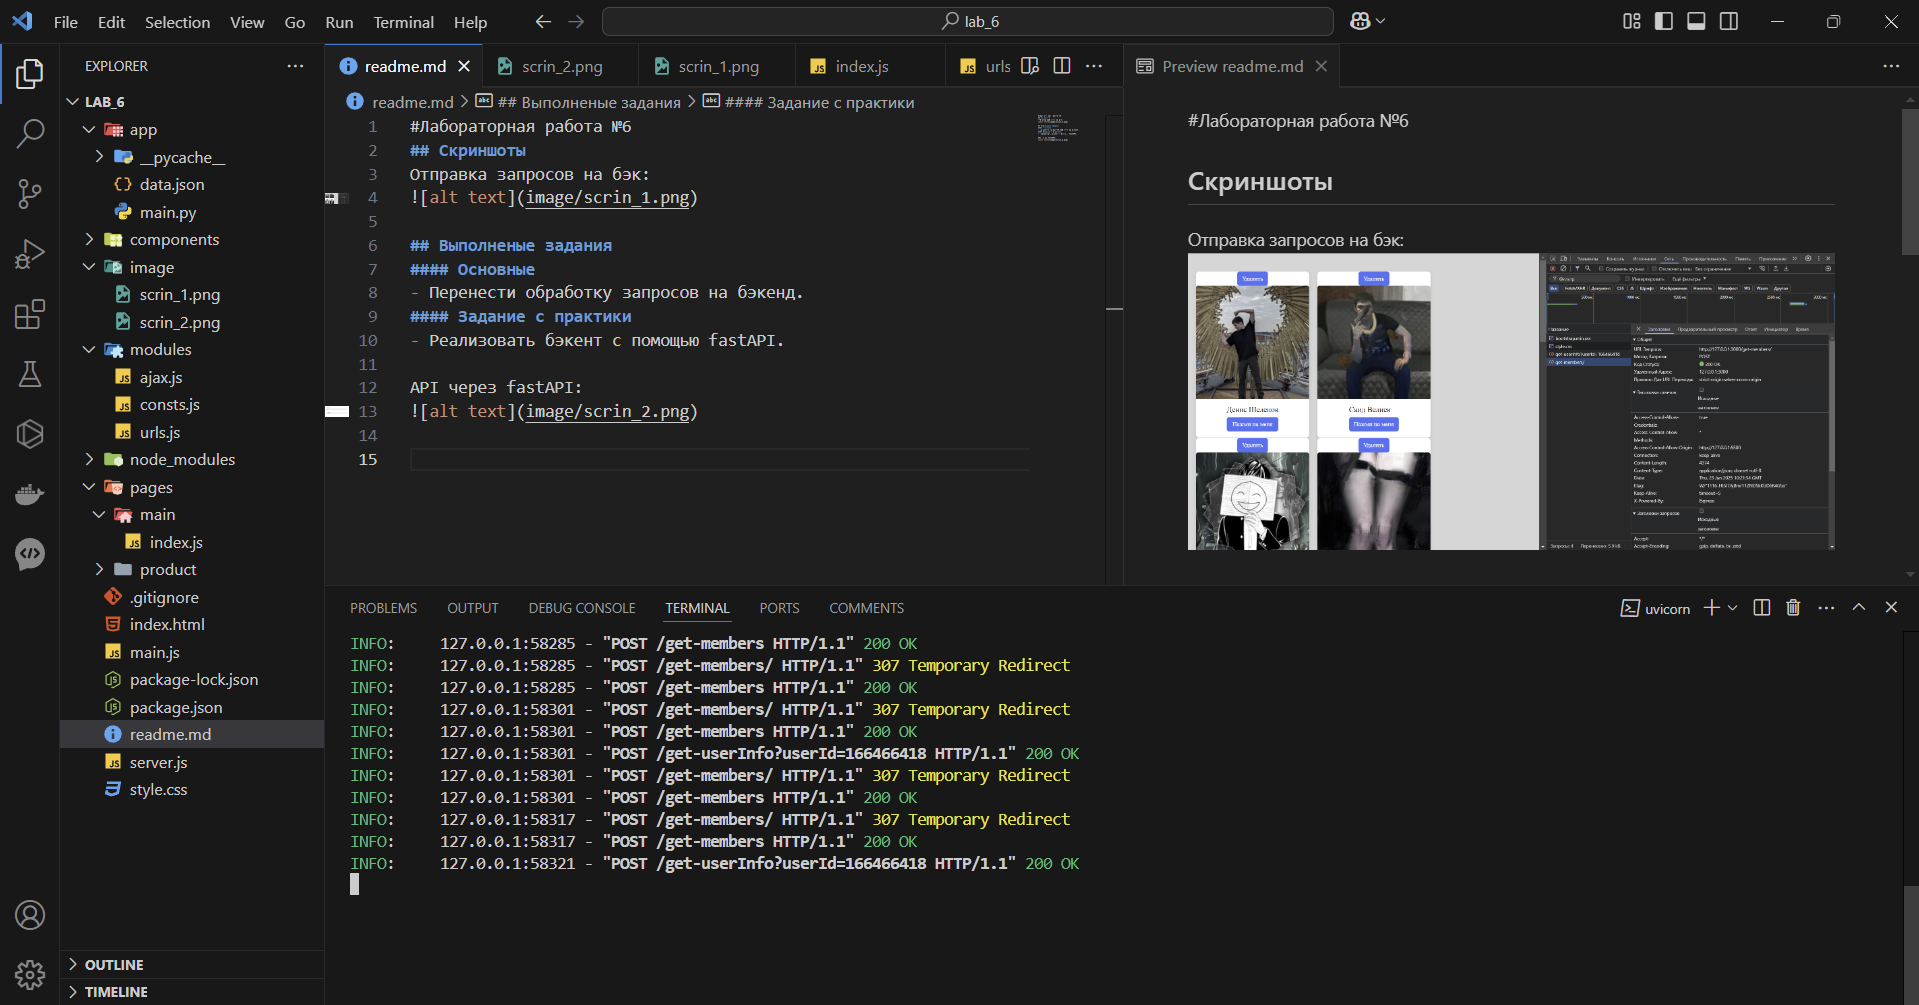 File Edit Selection View Go Run Terminal Help
lab_6
EXPLORER
LAB_6
app
__pycache__
data.json
main.py
components
image
scrin_1.png
scrin_2.png
modules
ajax.js
consts.js
urls.js
node_modules
pages
main
index.js
product
.gitignore
index.html
main.js
package-lock.json
package.json
readme.md
server.js
style.css
OUTLINE
TIMELINE
readme.md scrin_2.png scrin_1.png index.js urls
readme.md > ## Выполненые задания > #### Задание с практики
1 #Лабораторная работа №6
2 ## Скриншоты
3 Отправка запросов на бэк:
4 ![alt text](image/scrin_1.png)
5
6 ## Выполненые задания
7 #### Основные
8 - Перенести обработку запросов на бэкенд.
9 #### Задание с практики
10 - Реализовать бэкент с помощью fastAPI.
11
12 API через fastAPI:
13 ![alt text](image/scrin_2.png)
14
15
Preview readme.md
#Лабораторная работа №6
Скриншоты
Отправка запросов на бэк:
Удалить Удалить
Денис Шелепов Саид Велиев
Удалить Удалить
PROBLEMS OUTPUT DEBUG CONSOLE TERMINAL PORTS COMMENTS
uvicorn
INFO: 127.0.0.1:58285 - "POST /get-members HTTP/1.1" 200 OK
INFO: 127.0.0.1:58285 - "POST /get-members/ HTTP/1.1" 307 Temporary Redirect
INFO: 127.0.0.1:58285 - "POST /get-members HTTP/1.1" 200 OK
INFO: 127.0.0.1:58301 - "POST /get-members/ HTTP/1.1" 307 Temporary Redirect
INFO: 127.0.0.1:58301 - "POST /get-members HTTP/1.1" 200 OK
INFO: 127.0.0.1:58301 - "POST /get-userInfo?userId=166466418 HTTP/1.1" 200 OK
INFO: 127.0.0.1:58301 - "POST /get-members/ HTTP/1.1" 307 Temporary Redirect
INFO: 127.0.0.1:58301 - "POST /get-members HTTP/1.1" 200 OK
INFO: 127.0.0.1:58317 - "POST /get-members/ HTTP/1.1" 307 Temporary Redirect
INFO: 127.0.0.1:58317 - "POST /get-members HTTP/1.1" 200 OK
INFO: 127.0.0.1:58321 - "POST /get-userInfo?userId=166466418 HTTP/1.1" 200 OK